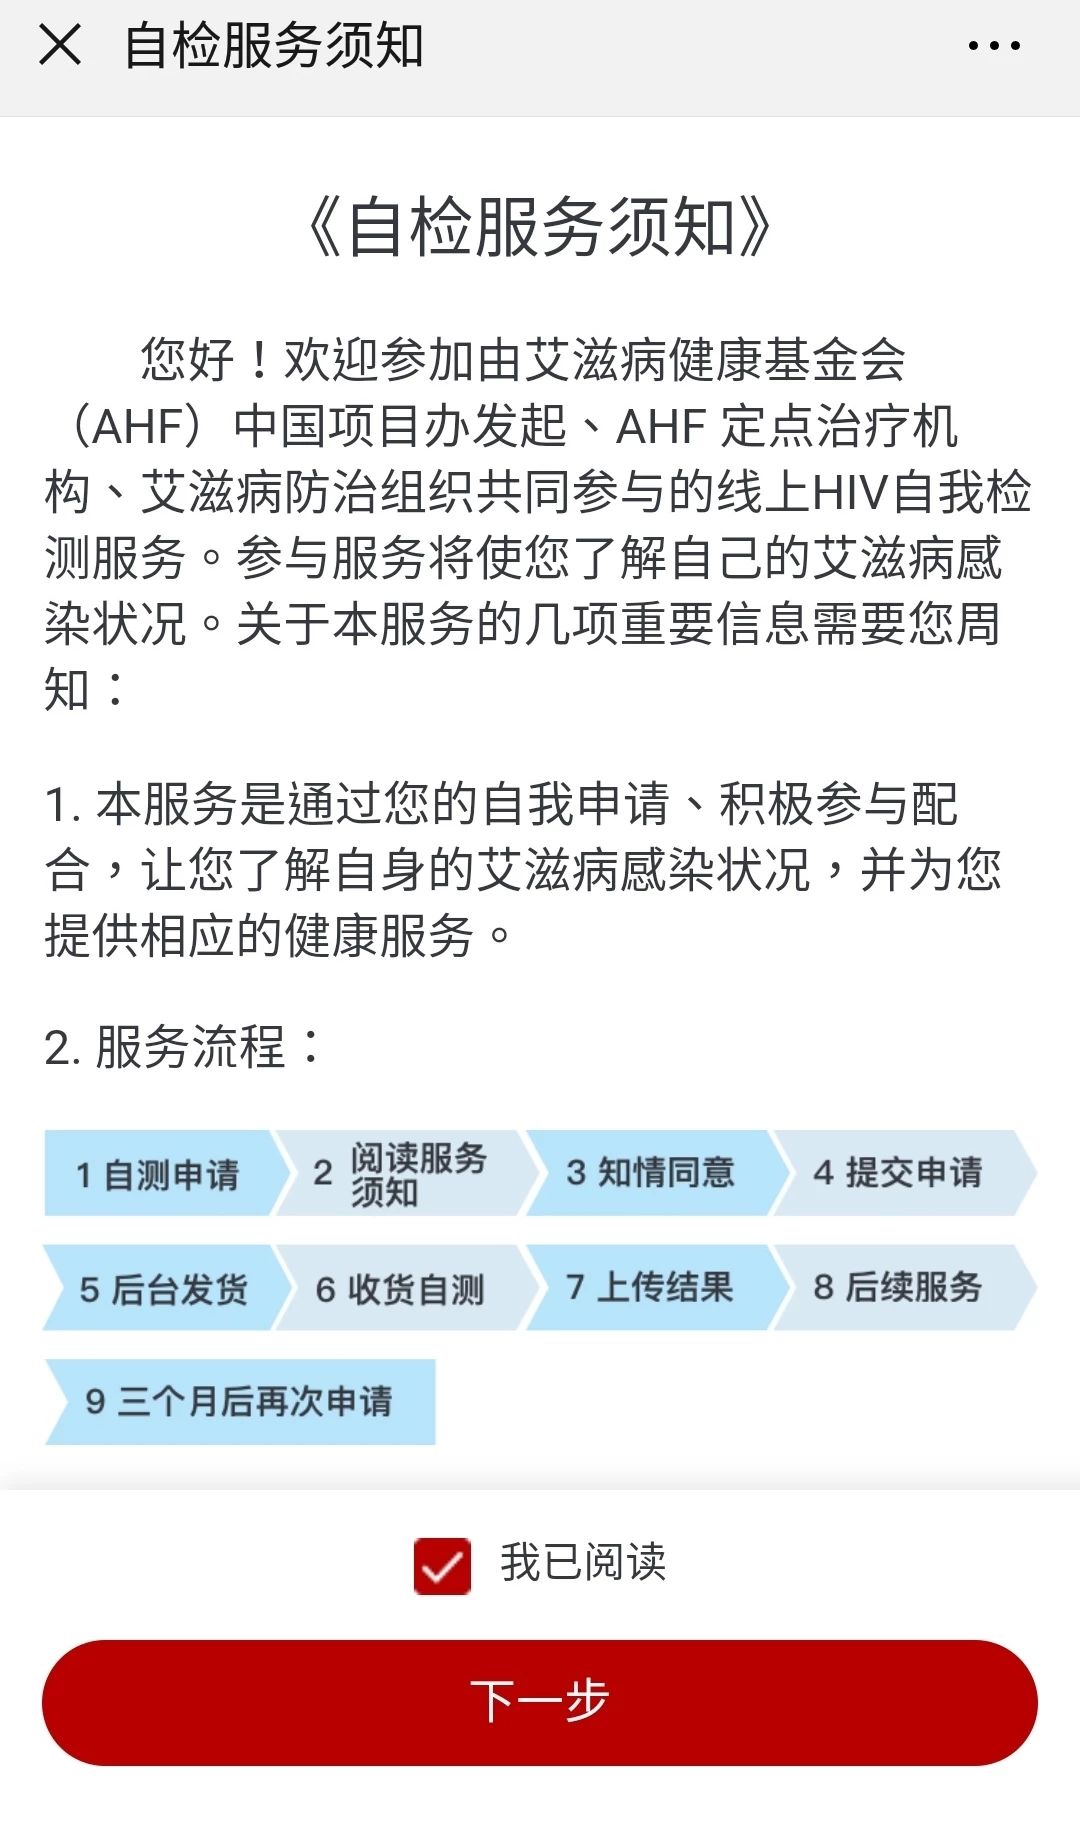 自检服务须知
《自检服务须知》
您好！欢迎参加由艾滋病健康基金会
（AHF）中国项目办发起、AHF 定点治疗机
构、艾滋病防治组织共同参与的线上HIV自我检
测服务。参与服务将使您了解自己的艾滋病感
染状况。关于本服务的几项重要信息需要您周
知：
1. 本服务是通过您的自我申请、积极参与配
合，让您了解自身的艾滋病感染状况，并为您
提供相应的健康服务。
2. 服务流程：
1 自测申请
2 阅读服务
须知
3 知情同意
4 提交申请
5 后台发货
6 收货自测
7 上传结果
8 后续服务
9 三个月后再次申请
我已阅读
下一步